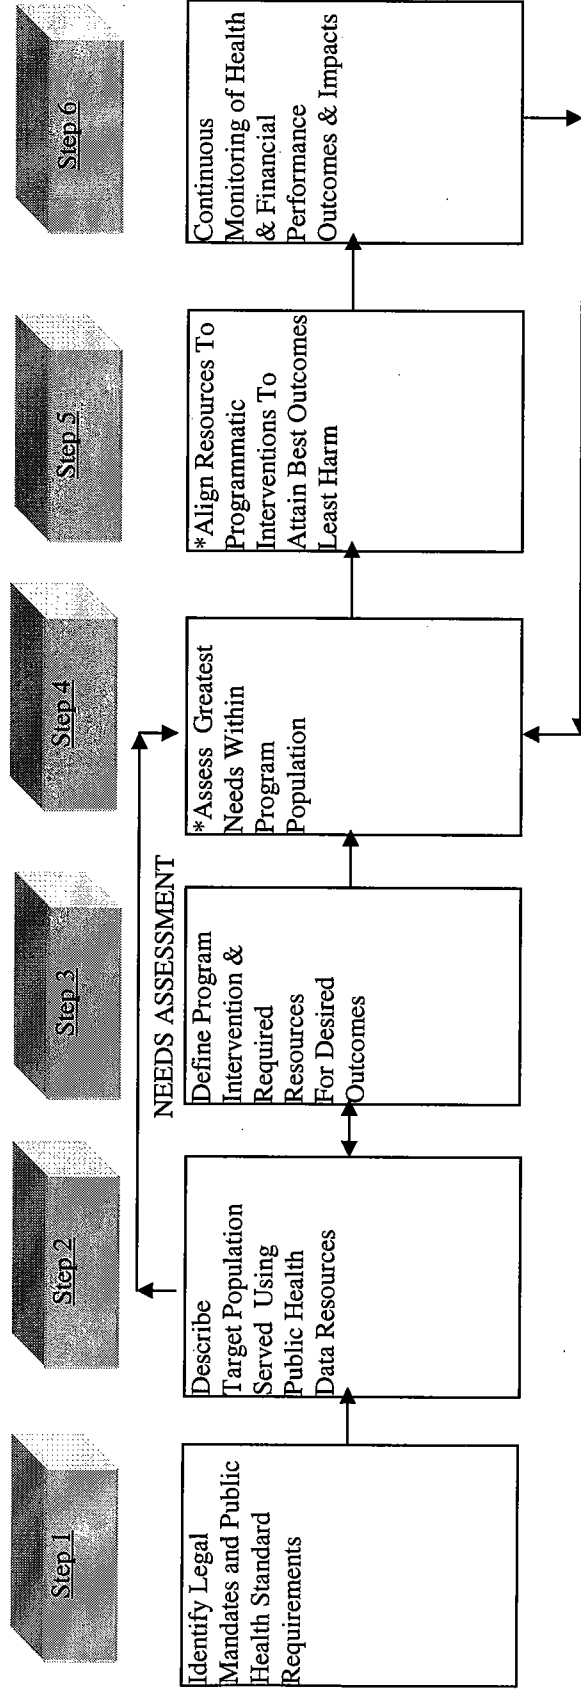 Step 1
Step 2
Step 3
Step 4
Step 5
Step 6
NEEDS ASSESSMENT
Identify Legal
Mandates and Public
Health Standard
Requirements
Describe
Target Population
Served Using
Public Health
Data Resources
Define Program
Intervention &
Required
Resources
For Desired
Outcomes
*Assess Greatest
Needs Within
Program
Population
*Align Resources To
Programmatic
Interventions To
Attain Best Outcomes
Least Harm
Continuous
Monitoring of Health
& Financial
Performance
Outcomes & Impacts